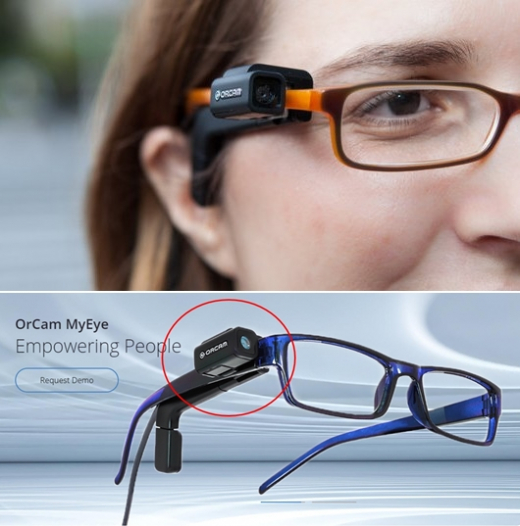 ORCAM
OrCam MyEye
Empowering People
Request Demo
ORCAM